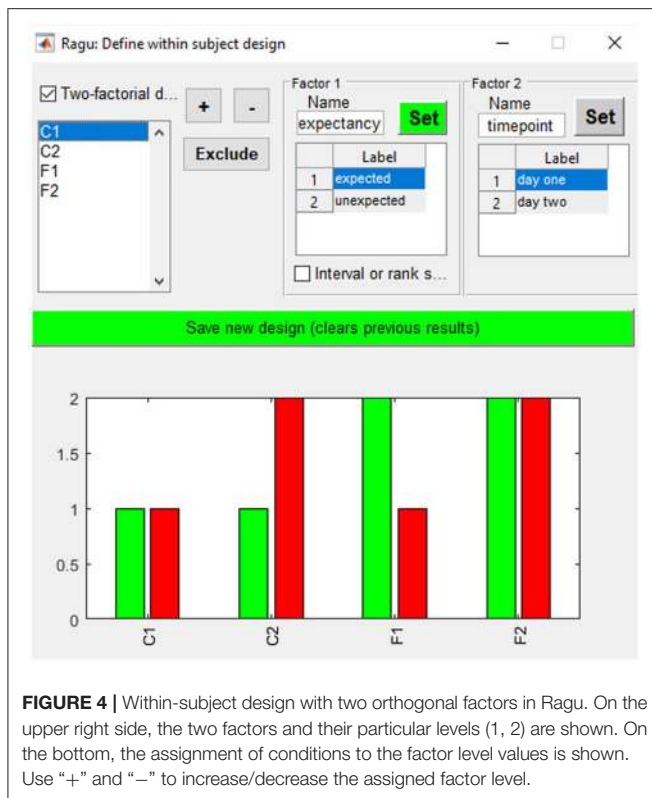 Ragu: Define within subject design
Two-factorial d...
+
-
Exclude
C1
C2
F1
F2
Factor 1
Name
expectancy
Set
Label
1 expected
2 unexpected
Interval or rank s...
Factor 2
Name
timepoint
Set
Label
1 day one
2 day two
Save new design (clears previous results)
2
1.5
1
0.5
0
C1
C2
F1
F2
FIGURE 4 | Within-subject design with two orthogonal factors in Ragu. On the
upper right side, the two factors and their particular levels (1, 2) are shown. On
the bottom, the assignment of conditions to the factor level values is shown.
Use “+” and “−” to increase/decrease the assigned factor level.